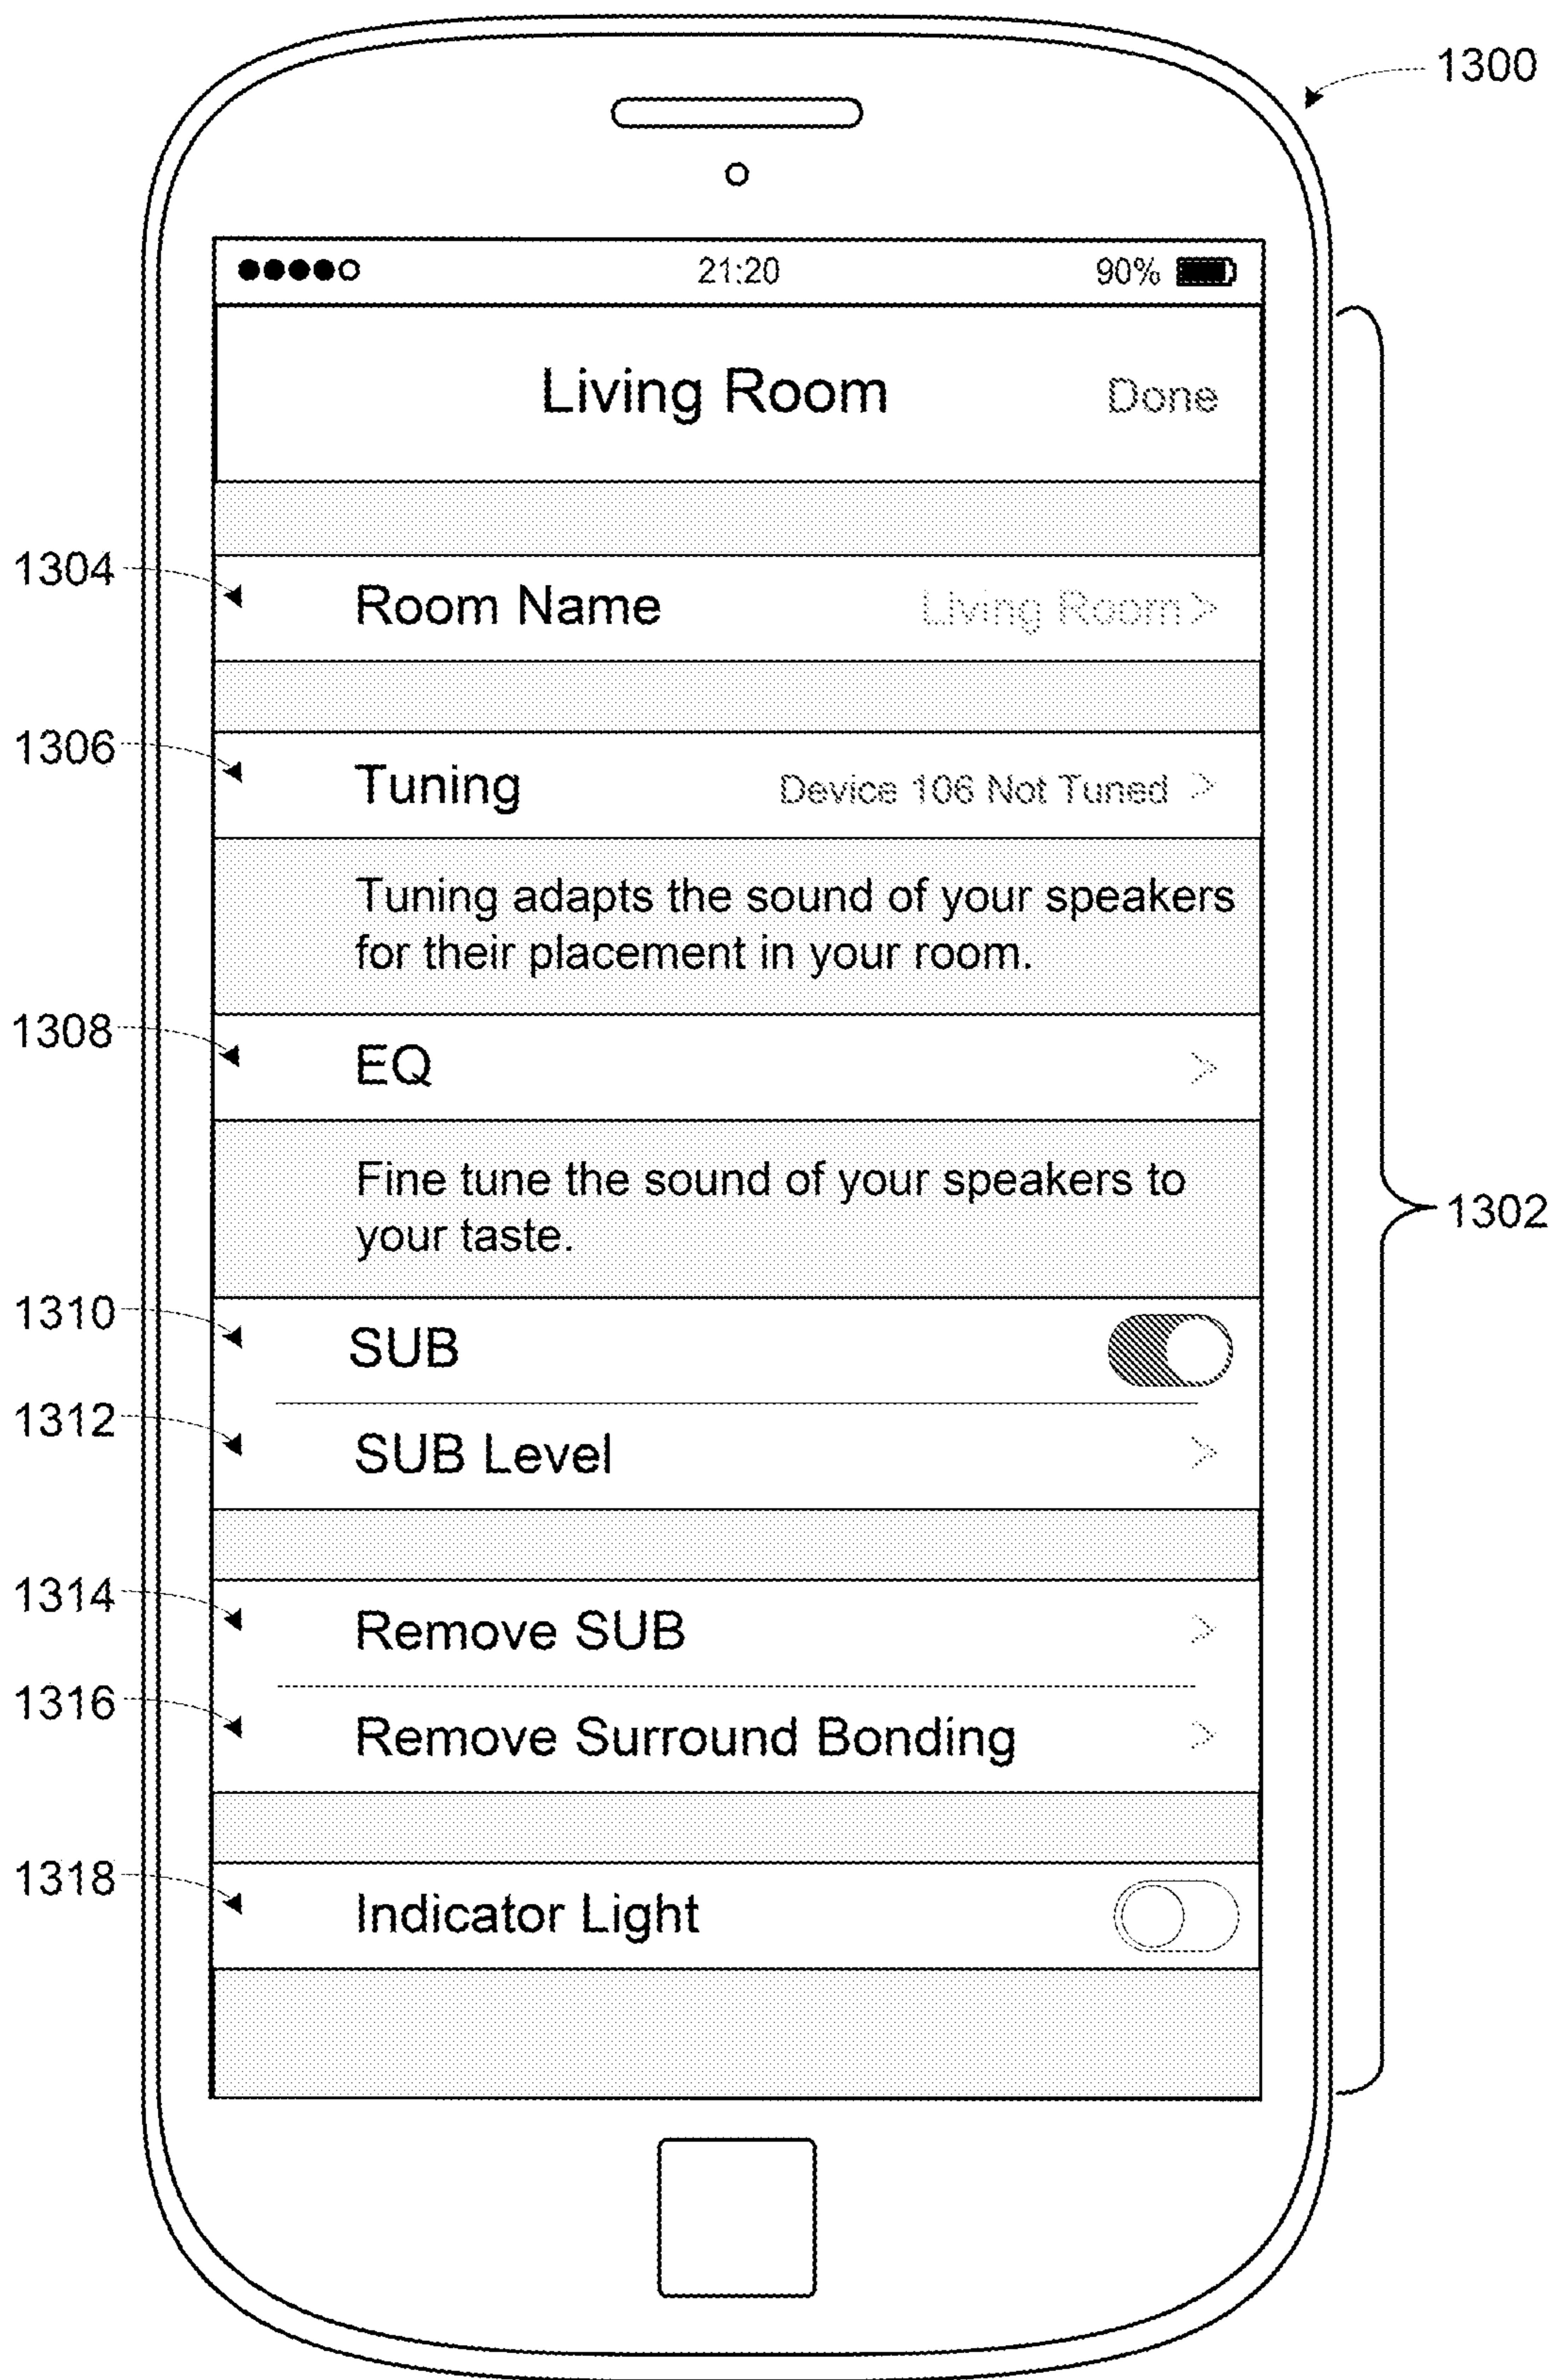 1300
21:20 90%
Living Room Done
1304 Room Name Living Room >
1306 Tuning Device 106 Not Tuned >
Tuning adapts the sound of your speakers
for their placement in your room.
1308 EQ >
Fine tune the sound of your speakers to
your taste.
1302
1310 SUB
1312 SUB Level >
1314 Remove SUB >
1316 Remove Surround Bonding >
1318 Indicator Light